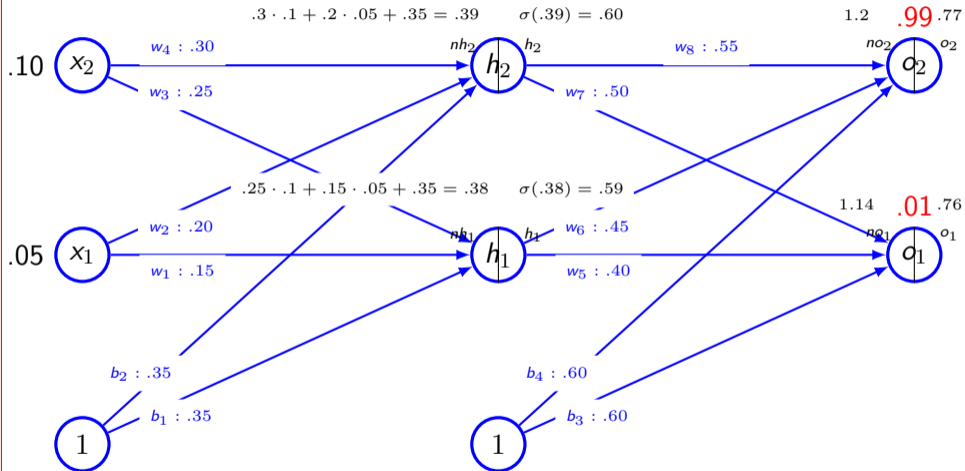 .3 · .1 + .2 · .05 + .35 = .39 σ(.39) = .60 1.2 .99 .77
w4 : .30 nh2 h2 w8 : .55 no2 o2
.10 x2 h2 o2
w3 : .25 w7 : .50
.25 · .1 + .15 · .05 + .35 = .38 σ(.38) = .59 1.14 .01 .76
w2 : .20 nh1 h1 w6 : .45 no1 o1
.05 x1 h1 o1
w1 : .15 w5 : .40
b2 : .35 b4 : .60
b1 : .35 b3 : .60
1 1